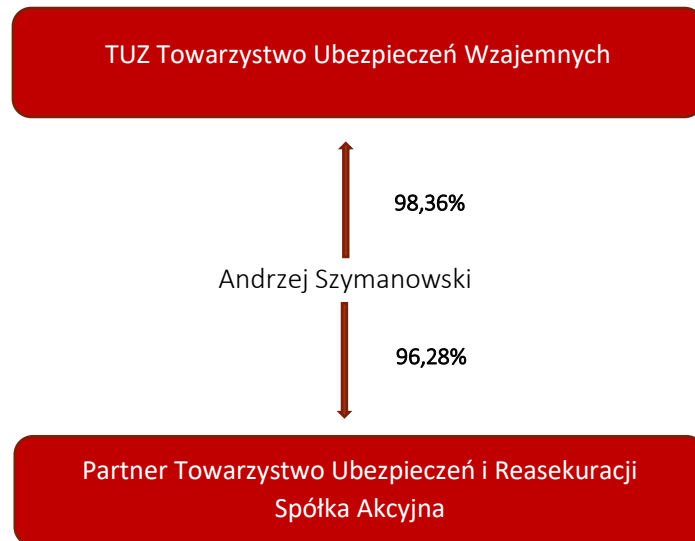 TUZ Towarzystwo Ubezpieczeń Wzajemnych
98,36%
Andrzej Szymanowski
96,28%
Partner Towarzystwo Ubezpieczeń i Reasekuracji
Spółka Akcyjna